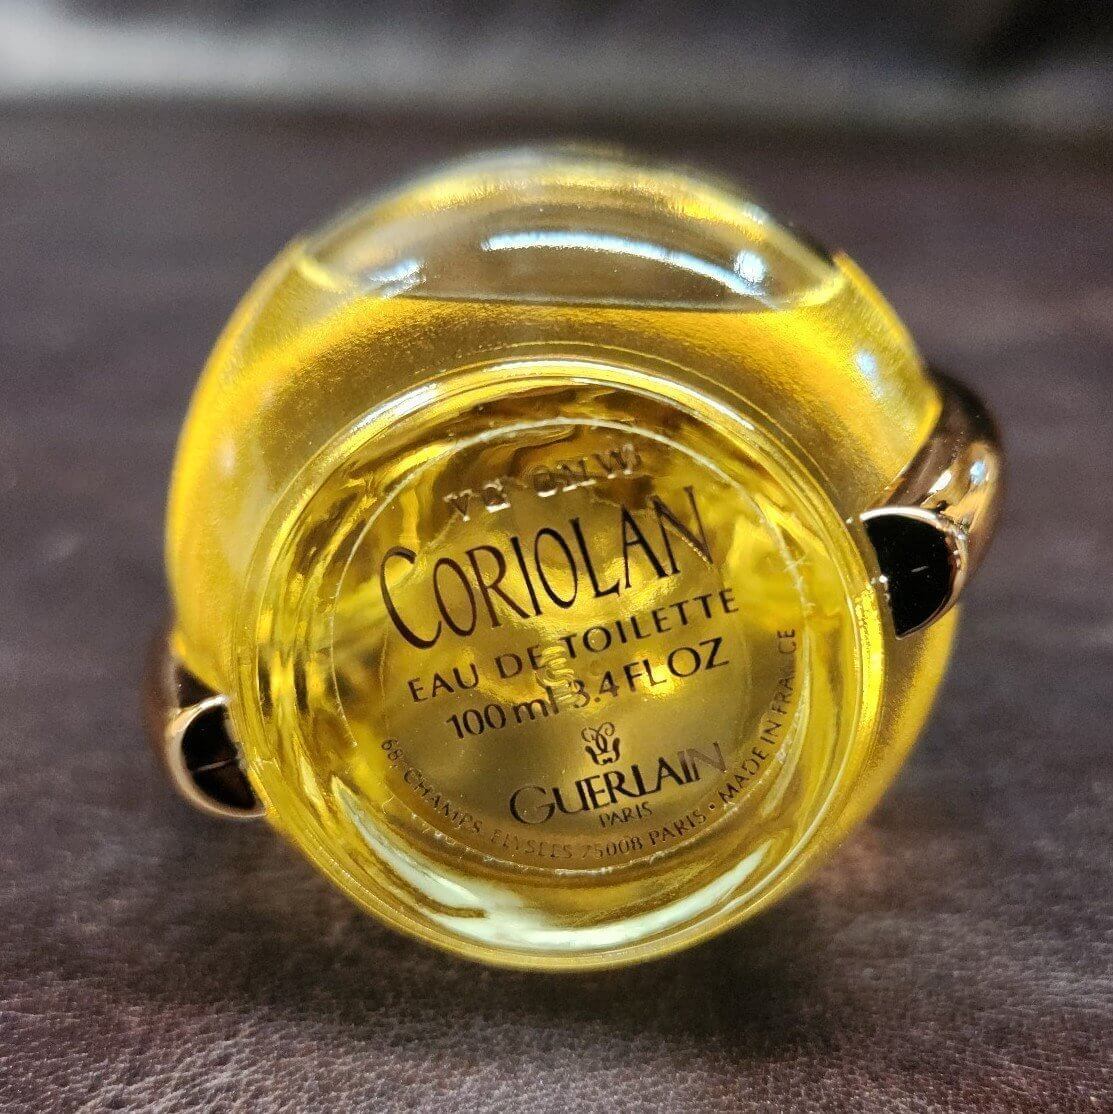 CORIOLAN
EAU DE TOILETTE
100 ml 3.4 FL OZ
GUERLAIN
PARIS
68, CHAMPS ELYSEES 75008 PARIS • MADE IN FRANCE